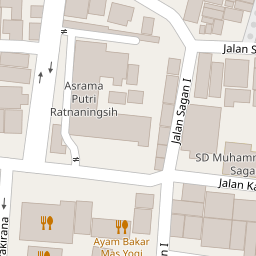 Jalan Sagan
Asrama
Putri
Ratnaningsih
Jalan Sagan I
SD Muhamm
Saga
Jalan Ka
akirana
Ayam Bakar
Mas Yogi
n I